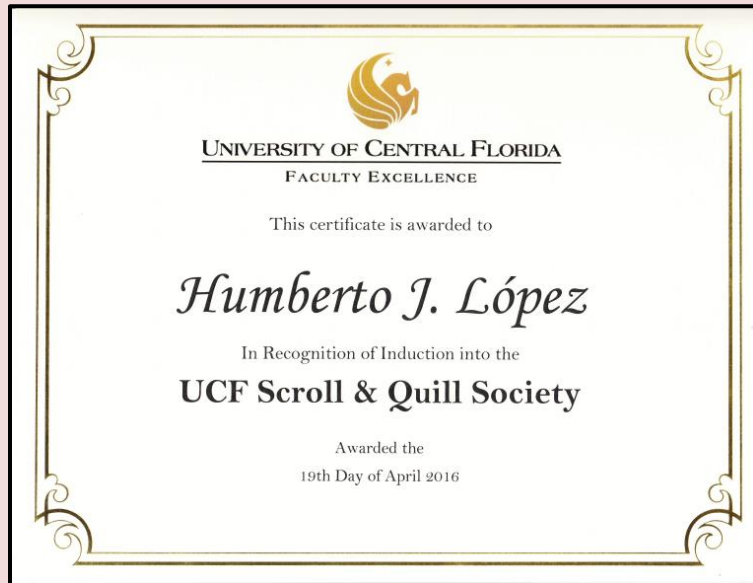 UNIVERSITY OF CENTRAL FLORIDA
FACULTY EXCELLENCE
This certificate is awarded to
Humberto J. López
In Recognition of Induction into the
UCF Scroll & Quill Society
Awarded the
19th Day of April 2016